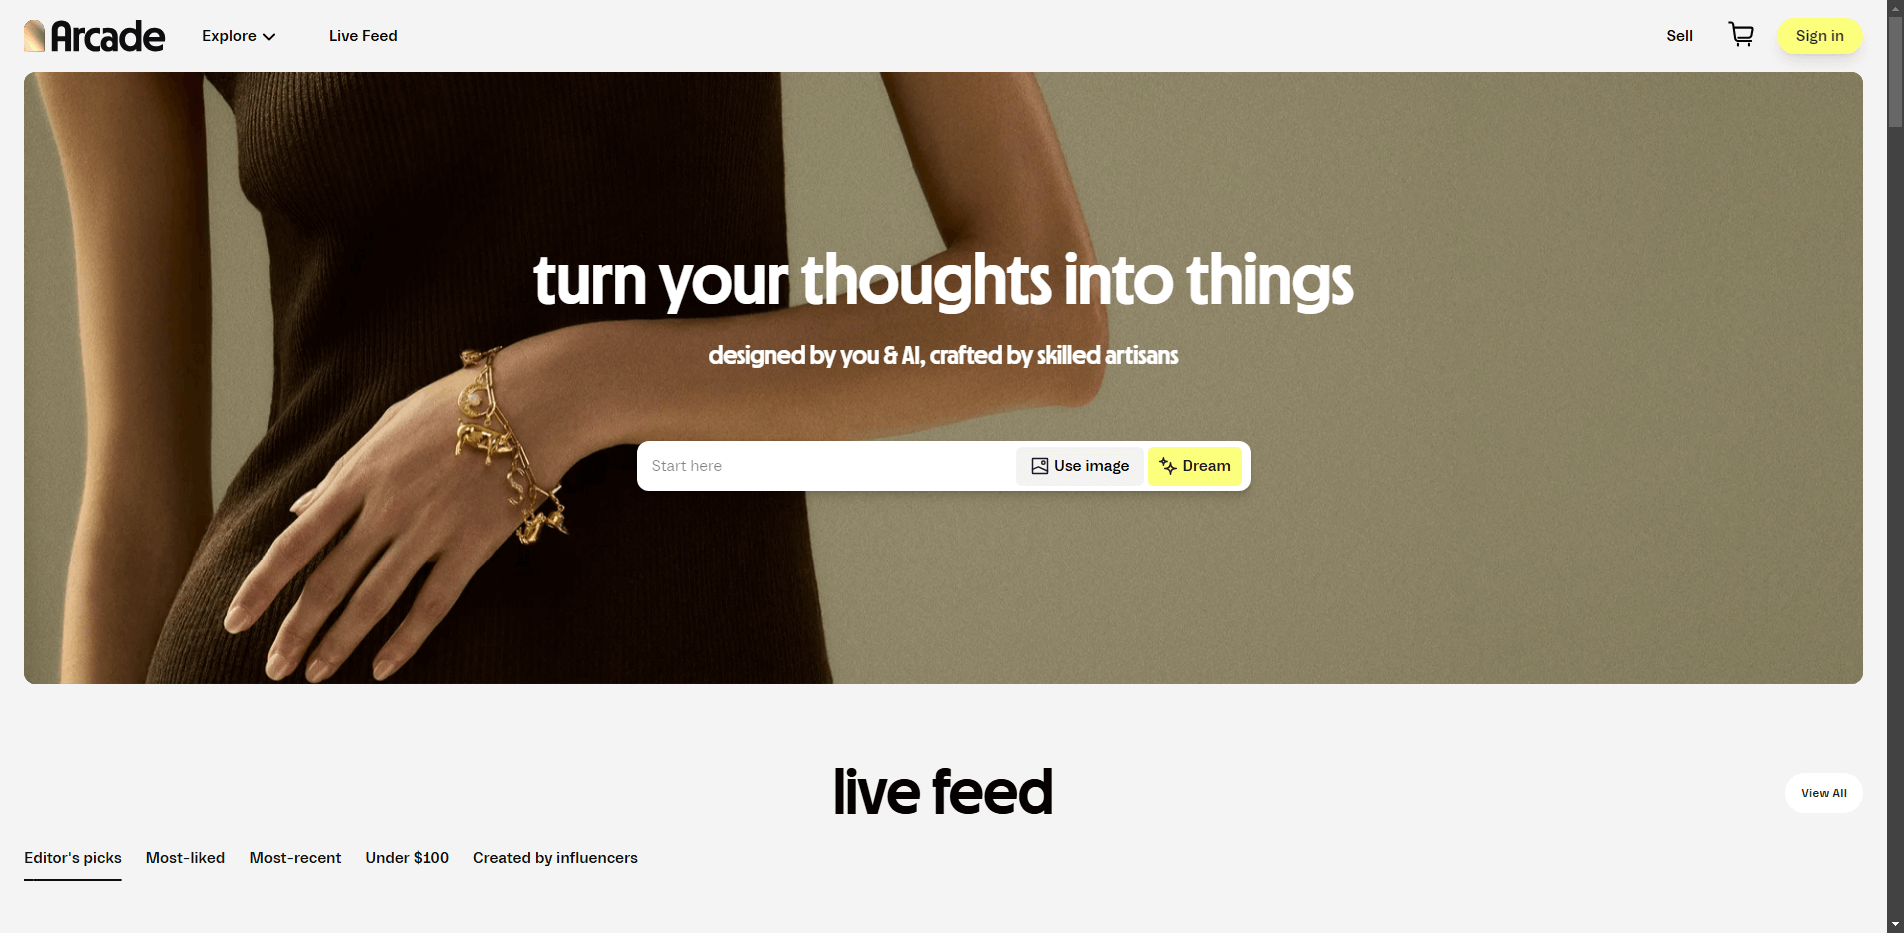 Arcade
Explore
Live Feed
Sell
Sign in
turn your thoughts into things
designed by you & AI, crafted by skilled artisans
Start here
Use image
Dream
live feed
View All
Editor's picks
Most-liked
Most-recent
Under $100
Created by influencers